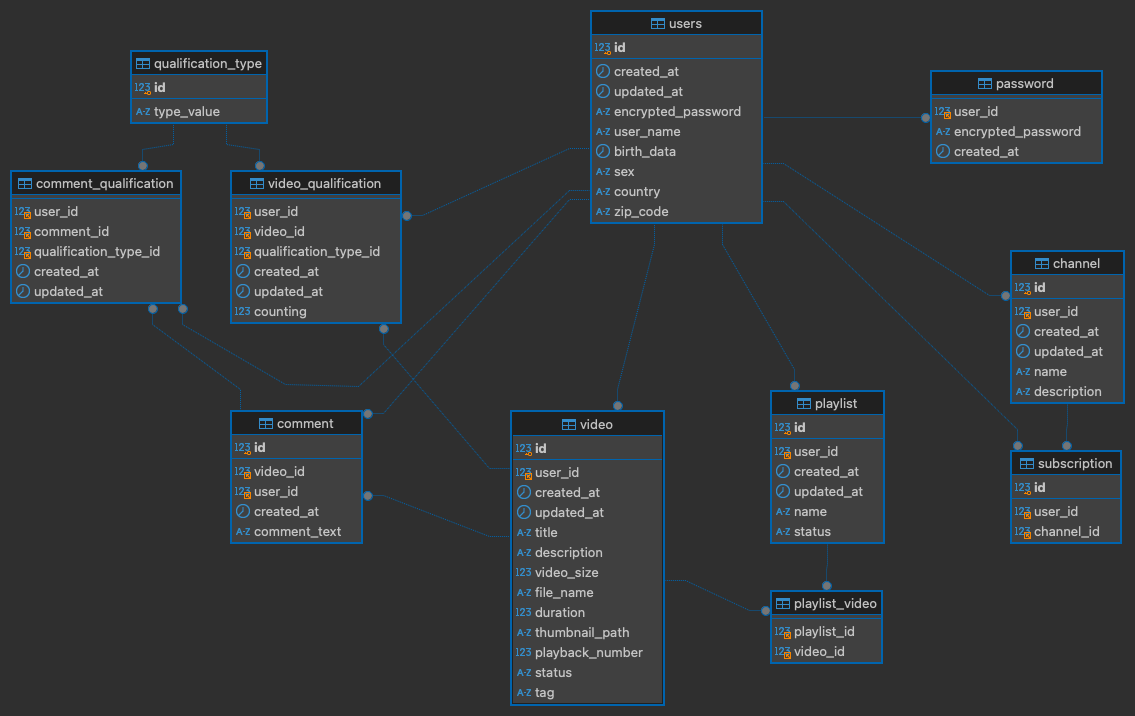 users
123 id
created_at
updated_at
A-Z encrypted_password
A-Z user_name
birth_data
A-Z sex
A-Z country
A-Z zip_code
qualification_type
123 id
A-Z type_value
password
123 user_id
A-Z encrypted_password
created_at
comment_qualification
123 user_id
123 comment_id
123 qualification_type_id
created_at
updated_at
video_qualification
123 user_id
123 video_id
123 qualification_type_id
created_at
updated_at
123 counting
channel
123 id
123 user_id
created_at
updated_at
A-Z name
A-Z description
comment
123 id
123 video_id
123 user_id
created_at
A-Z comment_text
video
123 id
123 user_id
created_at
updated_at
A-Z title
A-Z description
123 video_size
A-Z file_name
123 duration
A-Z thumbnail_path
123 playback_number
A-Z status
A-Z tag
playlist
123 id
123 user_id
created_at
updated_at
A-Z name
A-Z status
subscription
123 id
123 user_id
123 channel_id
playlist_video
123 playlist_id
123 video_id